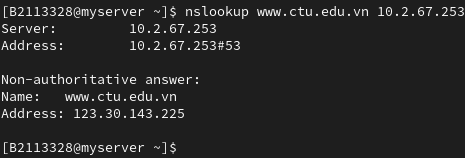 [B2113328@myserver ~]$ nslookup www.ctu.edu.vn 10.2.67.253
Server:         10.2.67.253
Address:        10.2.67.253#53

Non-authoritative answer:
Name:   www.ctu.edu.vn
Address: 123.30.143.225

[B2113328@myserver ~]$